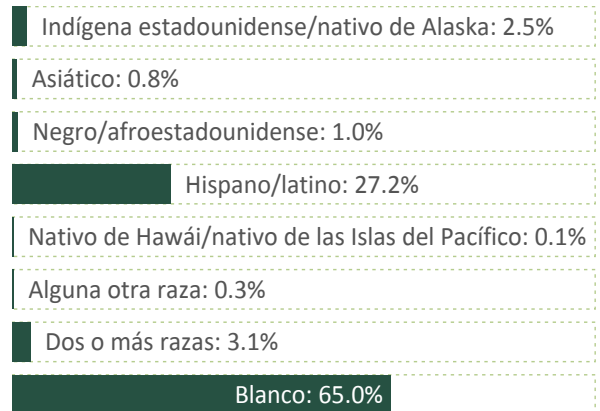 Indígena estadounidense/nativo de Alaska: 2.5%
Asiático: 0.8%
Negro/afroestadounidense: 1.0%
Hispano/latino: 27.2%
Nativo de Hawái/nativo de las Islas del Pacífico: 0.1%
Alguna otra raza: 0.3%
Dos o más razas: 3.1%
Blanco: 65.0%